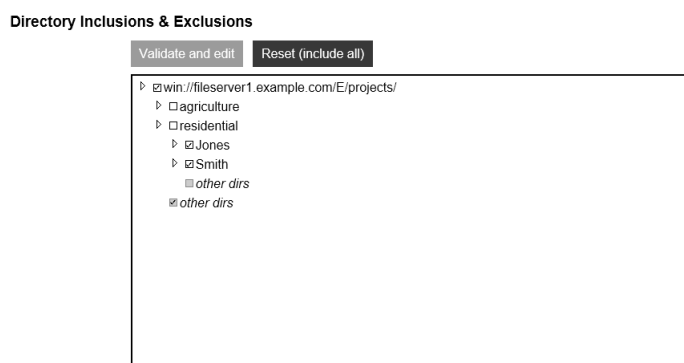 Directory Inclusions & Exclusions
Validate and edit Reset (include all)
win://fileserver1.example.com/E/projects/
agriculture
residential
Jones
Smith
other dirs
other dirs